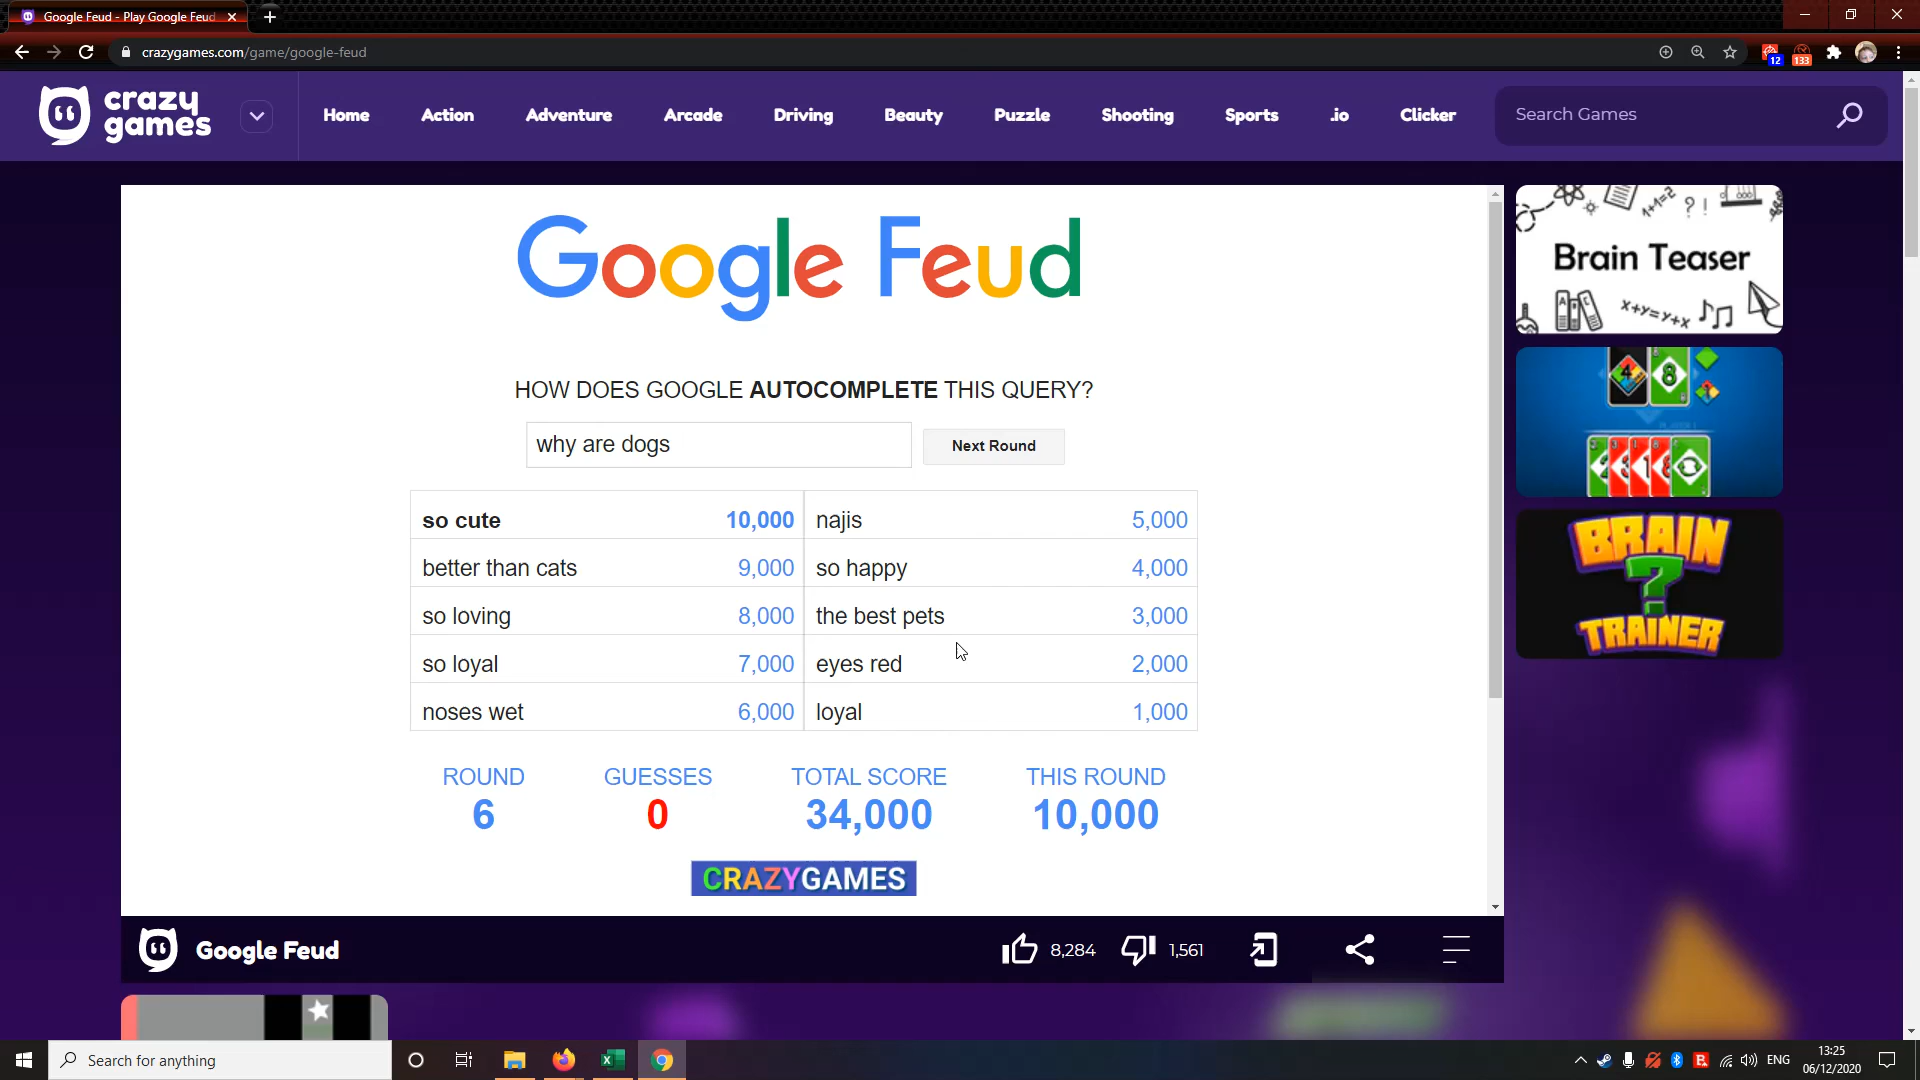 Google Feud - Play Google Feud
crazygames.com/game/google-feud
12
133
crazy
games
Home
Action
Adventure
Arcade
Driving
Beauty
Puzzle
Shooting
Sports
.io
Clicker
Search Games
Google Feud
HOW DOES GOOGLE AUTOCOMPLETE THIS QUERY?
why are dogs
Next Round
so cute 10,000 najis 5,000
better than cats 9,000 so happy 4,000
so loving 8,000 the best pets 3,000
so loyal 7,000 eyes red 2,000
noses wet 6,000 loyal 1,000
ROUND GUESSES TOTAL SCORE THIS ROUND
6 0 34,000 10,000
CRAZYGAMES
Brain Teaser
x+y=y+x
BRAIN
?
TRAINER
Google Feud
8,284
1,561
Search for anything
ENG
13:25
06/12/2020